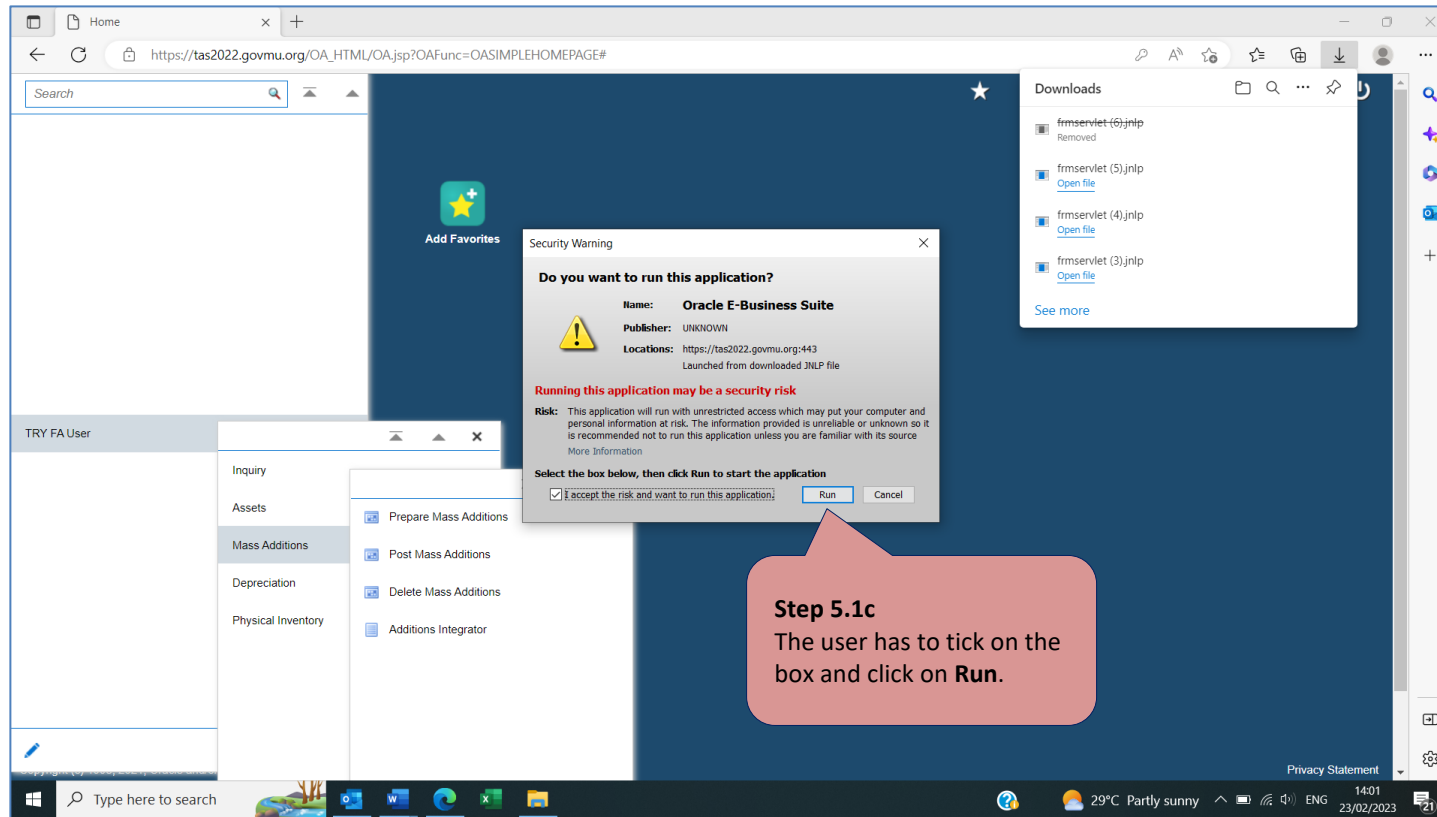 Home
https://tas2022.govmu.org/OA_HTML/OA.jsp?OAFunc=OASIMPLEHOMEPAGE#
Search
Downloads
frmservlet (6).jnlp
Removed
frmservlet (5).jnlp
Open file
frmservlet (4).jnlp
Open file
frmservlet (3).jnlp
Open file
See more
Add Favorites
Security Warning
Do you want to run this application?
Name: Oracle E-Business Suite
Publisher: UNKNOWN
Locations: https://tas2022.govmu.org:443
Launched from downloaded JNLP file
Running this application may be a security risk
Risk: This application will run with unrestricted access which may put your computer and
personal information at risk. The information provided is unreliable or unknown so it
is recommended not to run this application unless you are familiar with its source
More Information
Select the box below, then click Run to start the application
I accept the risk and want to run this application.
Run Cancel
TRY FA User
Inquiry
Assets
Mass Additions
Depreciation
Physical Inventory
Prepare Mass Additions
Post Mass Additions
Delete Mass Additions
Additions Integrator
Step 5.1c
The user has to tick on the
box and click on Run.
Privacy Statement
Type here to search
29°C Partly sunny
ENG
14:01
23/02/2023
21